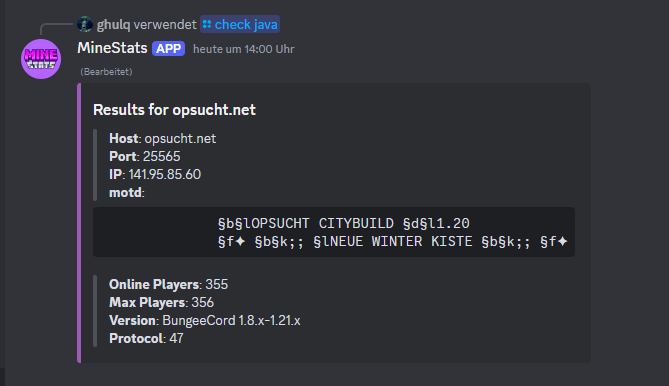 ghulq verwendet check java
MINE
STATS
MineStats APP heute um 14:00 Uhr
(Bearbeitet)
Results for opsucht.net
Host: opsucht.net
Port: 25565
IP: 141.95.85.60
motd:
§b§lOPSUCHT CITYBUILD §d§l1.20
§f✦ §b§k;; §lNEUE WINTER KISTE §b§k;; §f✦
Online Players: 355
Max Players: 356
Version: BungeeCord 1.8.x-1.21.x
Protocol: 47